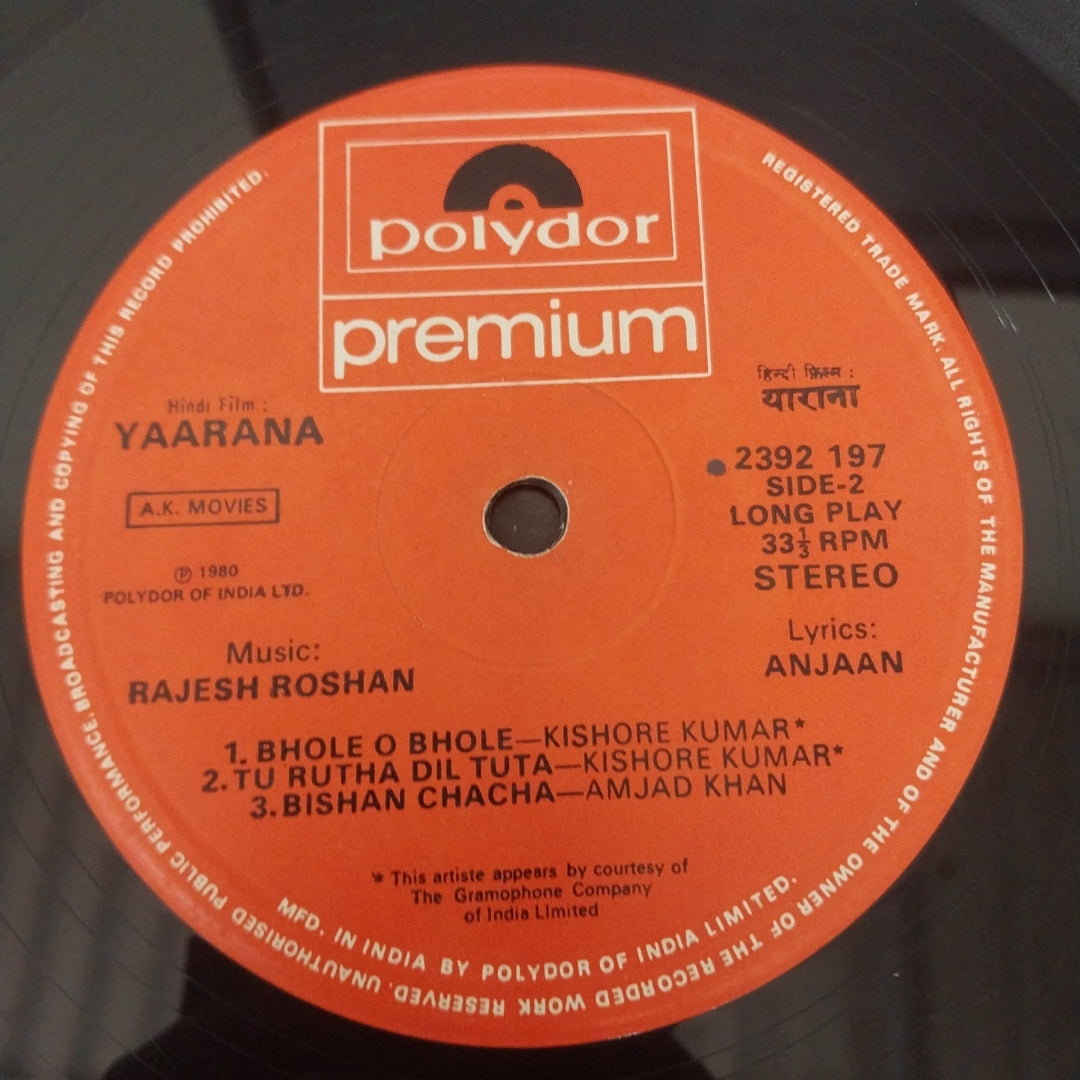 polydor
premium
Hindi Film :
YAARANA
A.K. MOVIES
℗ 1980
POLYDOR OF INDIA LTD.
हिन्दी फ़िल्म :
याराना
2392 197
SIDE-2
LONG PLAY
33⅓ RPM
STEREO
Music:
RAJESH ROSHAN
Lyrics:
ANJAAN
1. BHOLE O BHOLE—KISHORE KUMAR*
2. TU RUTHA DIL TUTA—KISHORE KUMAR*
3. BISHAN CHACHA—AMJAD KHAN
* This artiste appears by courtesy of
The Gramophone Company
of India Limited
REGISTERED TRADE MARK. ALL RIGHTS OF THE MANUFACTURER AND OF THE OWNER OF THE RECORDED WORK RESERVED. UNAUTHORISED PUBLIC PERFORMANCE, BROADCASTING AND COPYING OF THIS RECORD PROHIBITED.
MFD. IN INDIA BY POLYDOR OF INDIA LIMITED.